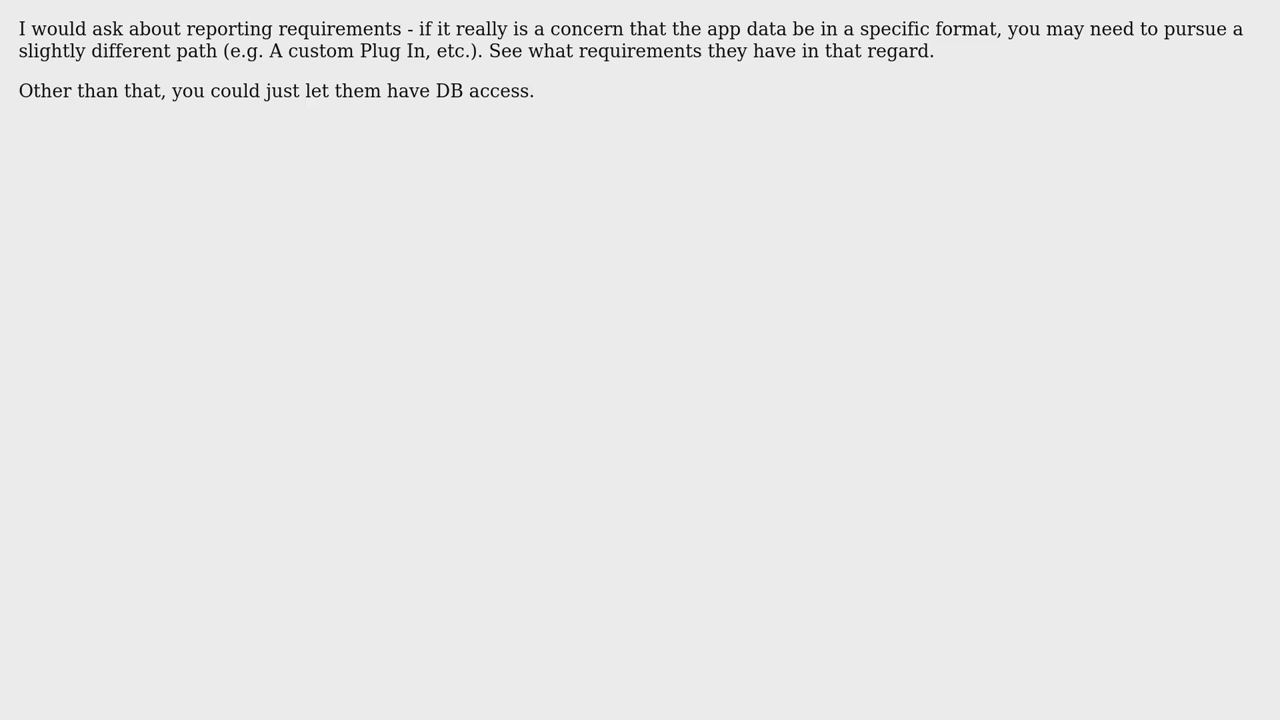 I would ask about reporting requirements - if it really is a concern that the app data be in a specific format, you may need to pursue a
slightly different path (e.g. A custom Plug In, etc.). See what requirements they have in that regard.
Other than that, you could just let them have DB access.